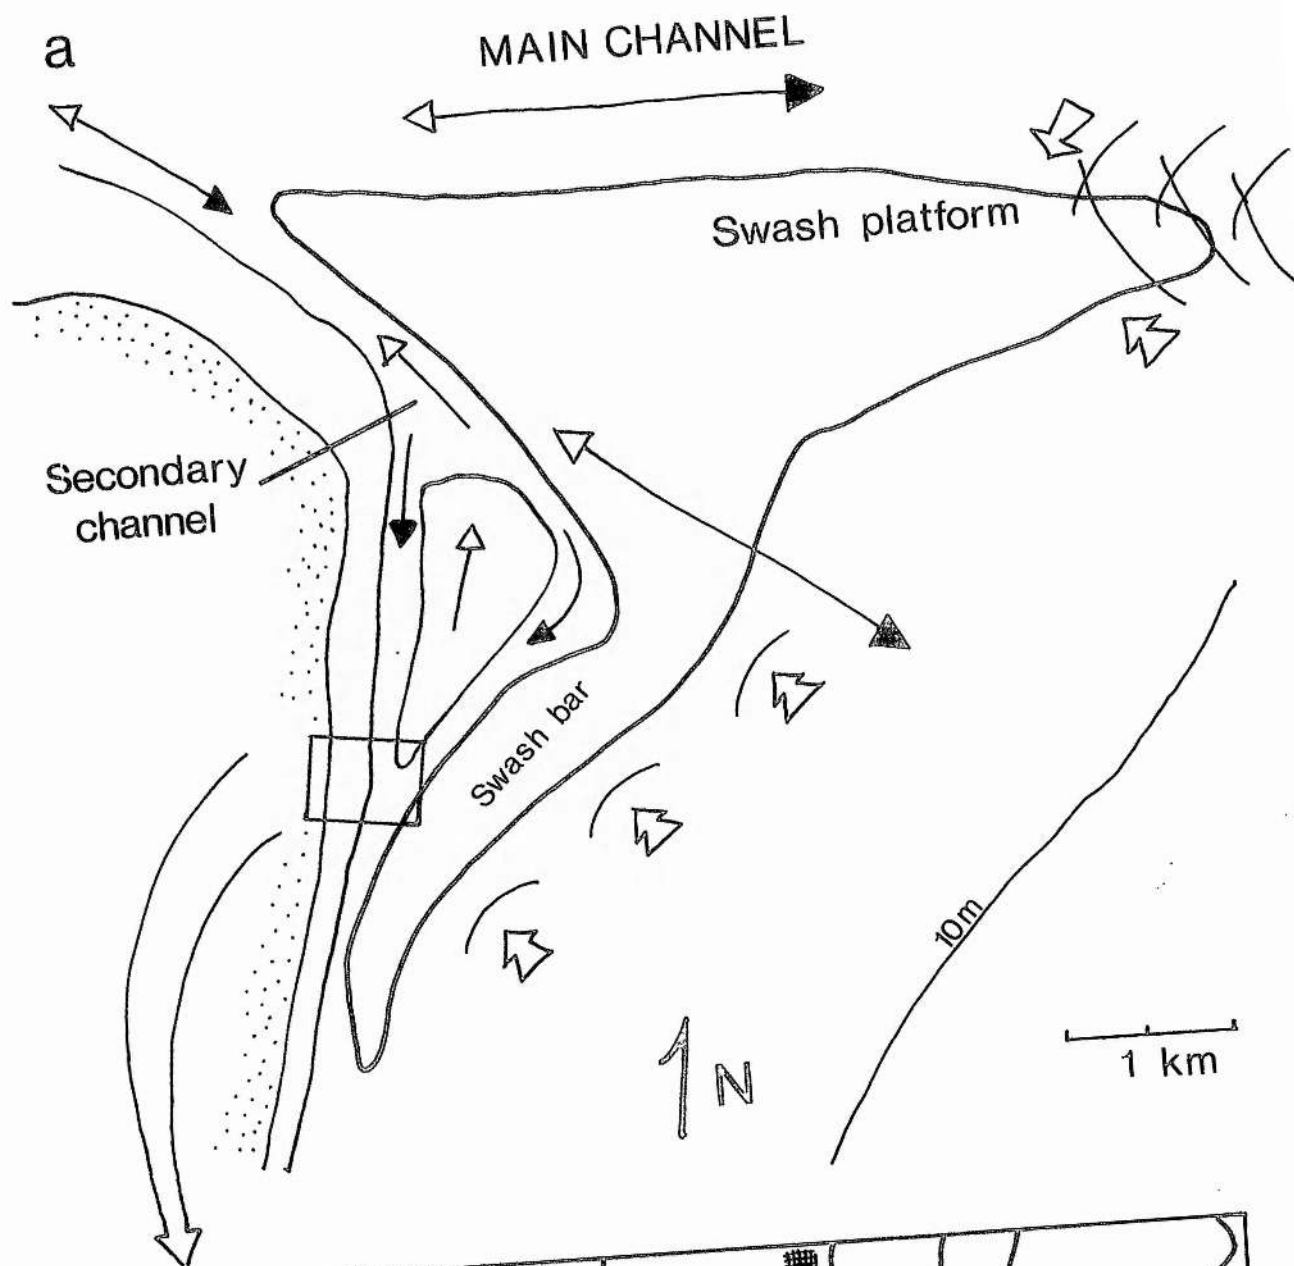 a
MAIN CHANNEL
Swash platform
Secondary
channel
Swash bar
10m
N
1 km